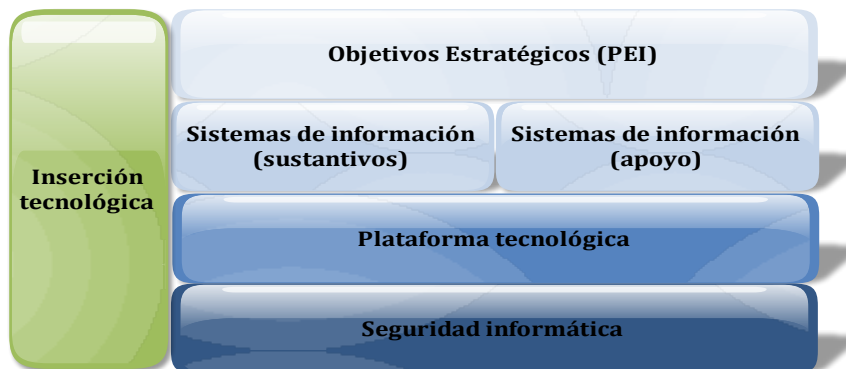 Objetivos Estratégicos (PEI)
Sistemas de información
(sustantivos)
Sistemas de información
(apoyo)
Inserción
tecnológica
Plataforma tecnológica
Seguridad informática